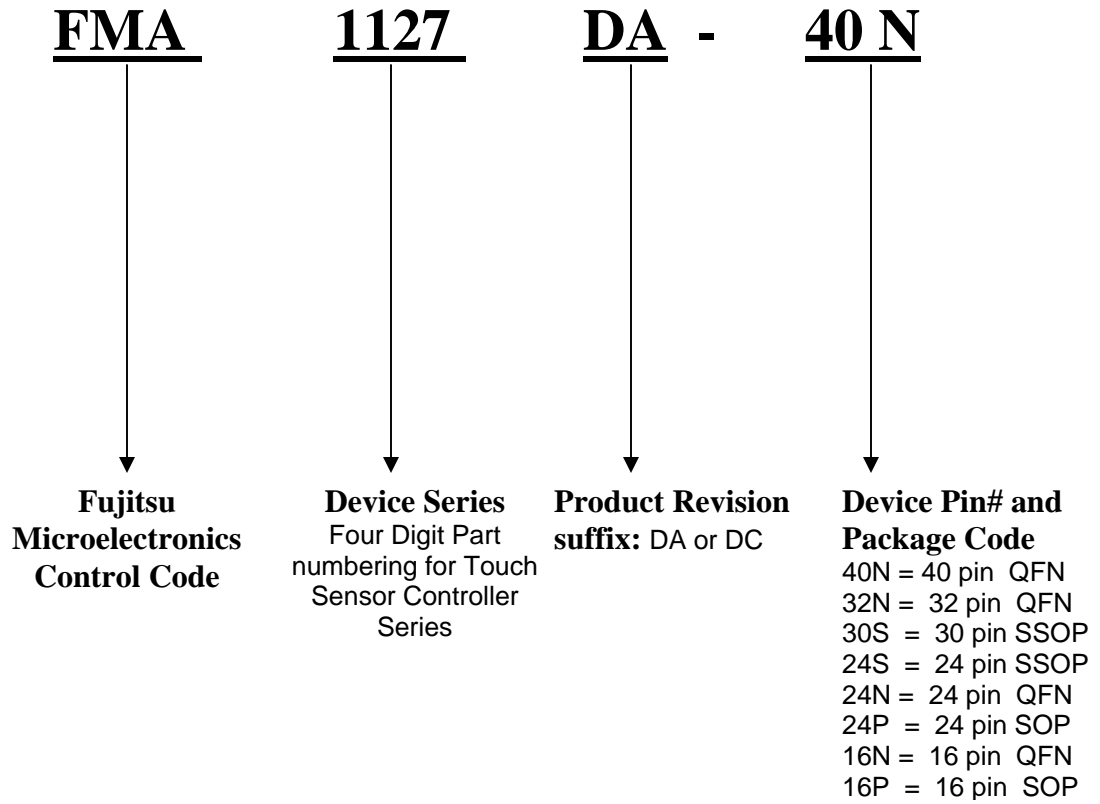 FMA 1127 DA - 40 N
Fujitsu
Microelectronics
Control Code
Device Series
Four Digit Part
numbering for Touch
Sensor Controller
Series
Product Revision
suffix: DA or DC
Device Pin# and
Package Code
40N = 40 pin QFN
32N = 32 pin QFN
30S = 30 pin SSOP
24S = 24 pin SSOP
24N = 24 pin QFN
24P = 24 pin SOP
16N = 16 pin QFN
16P = 16 pin SOP